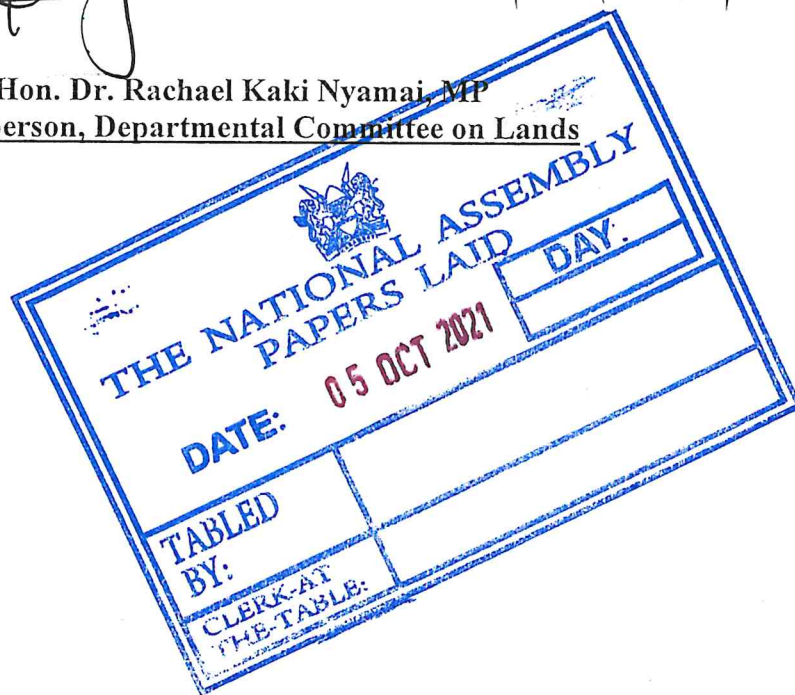 Hon. Dr. Rachael Kaki Nyamai, MP
person, Departmental Committee on Lands
THE NATIONAL ASSEMBLY
PAPERS LAID
DAY.
DATE: 05 OCT 2021
TABLED
BY:
CLERK-AT
THE-TABLE: